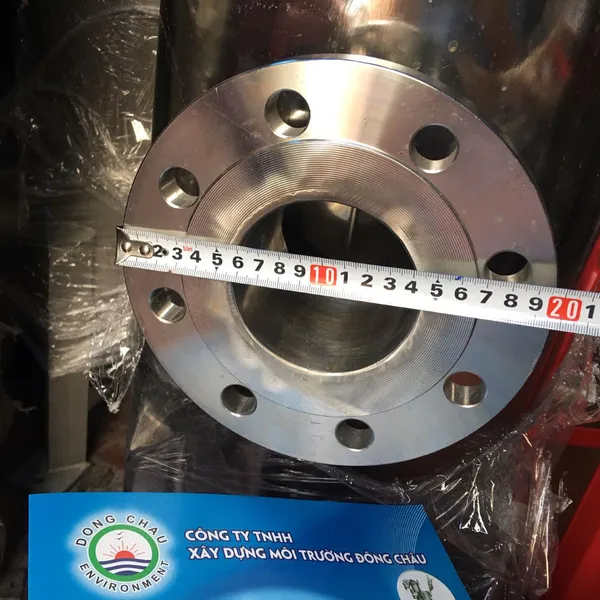 2 3 4 5 6 7 8 9 10 1 2 3 4 5 6 7 8 9 20 1
DONG CHAU
ENVIRONMENT
CÔNG TY TNHH
XÂY DỰNG MÔI TRƯỜNG ĐÔNG CHÂU